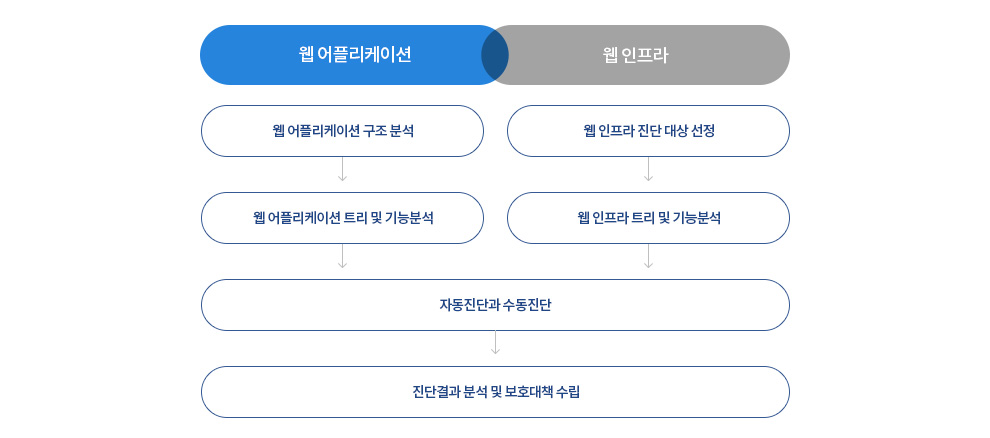 웹 어플리케이션
웹 인프라
웹 어플리케이션 구조 분석
웹 인프라 진단 대상 선정
웹 어플리케이션 트리 및 기능분석
웹 인프라 트리 및 기능분석
자동진단과 수동진단
진단결과 분석 및 보호대책 수립